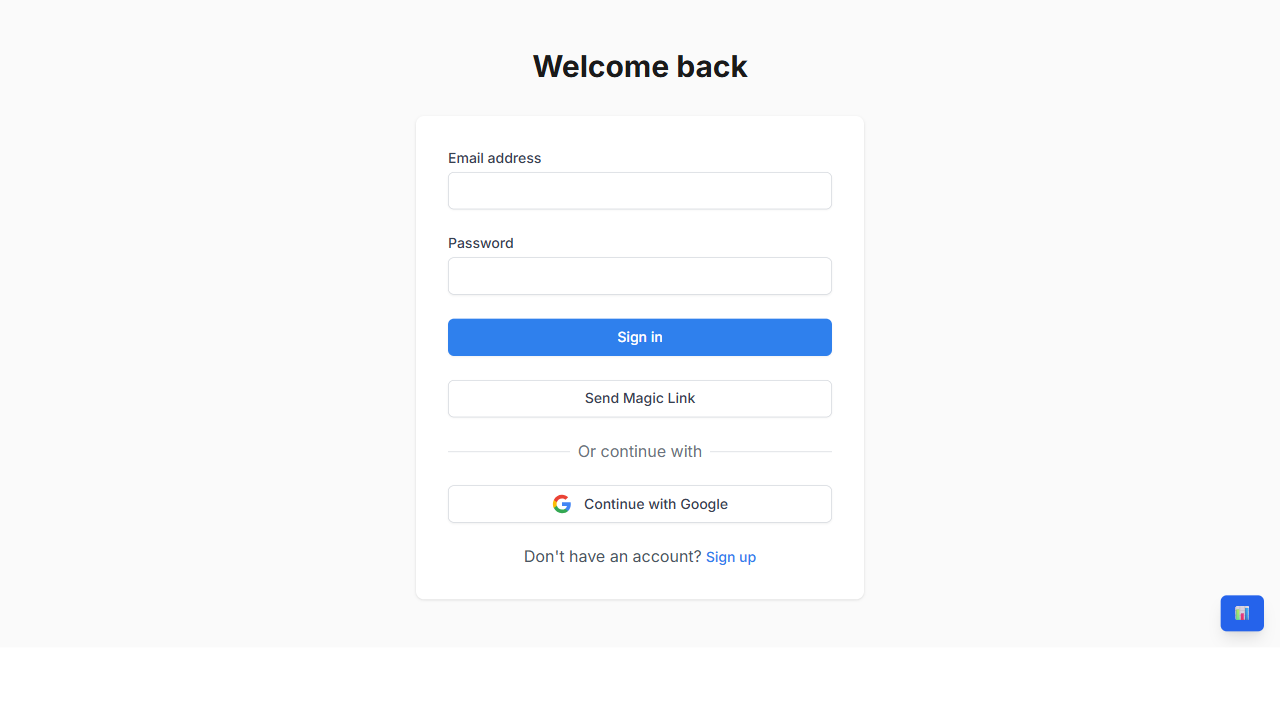 Welcome back
Email address
Password
Sign in
Send Magic Link
Or continue with
Continue with Google
Don't have an account? Sign up